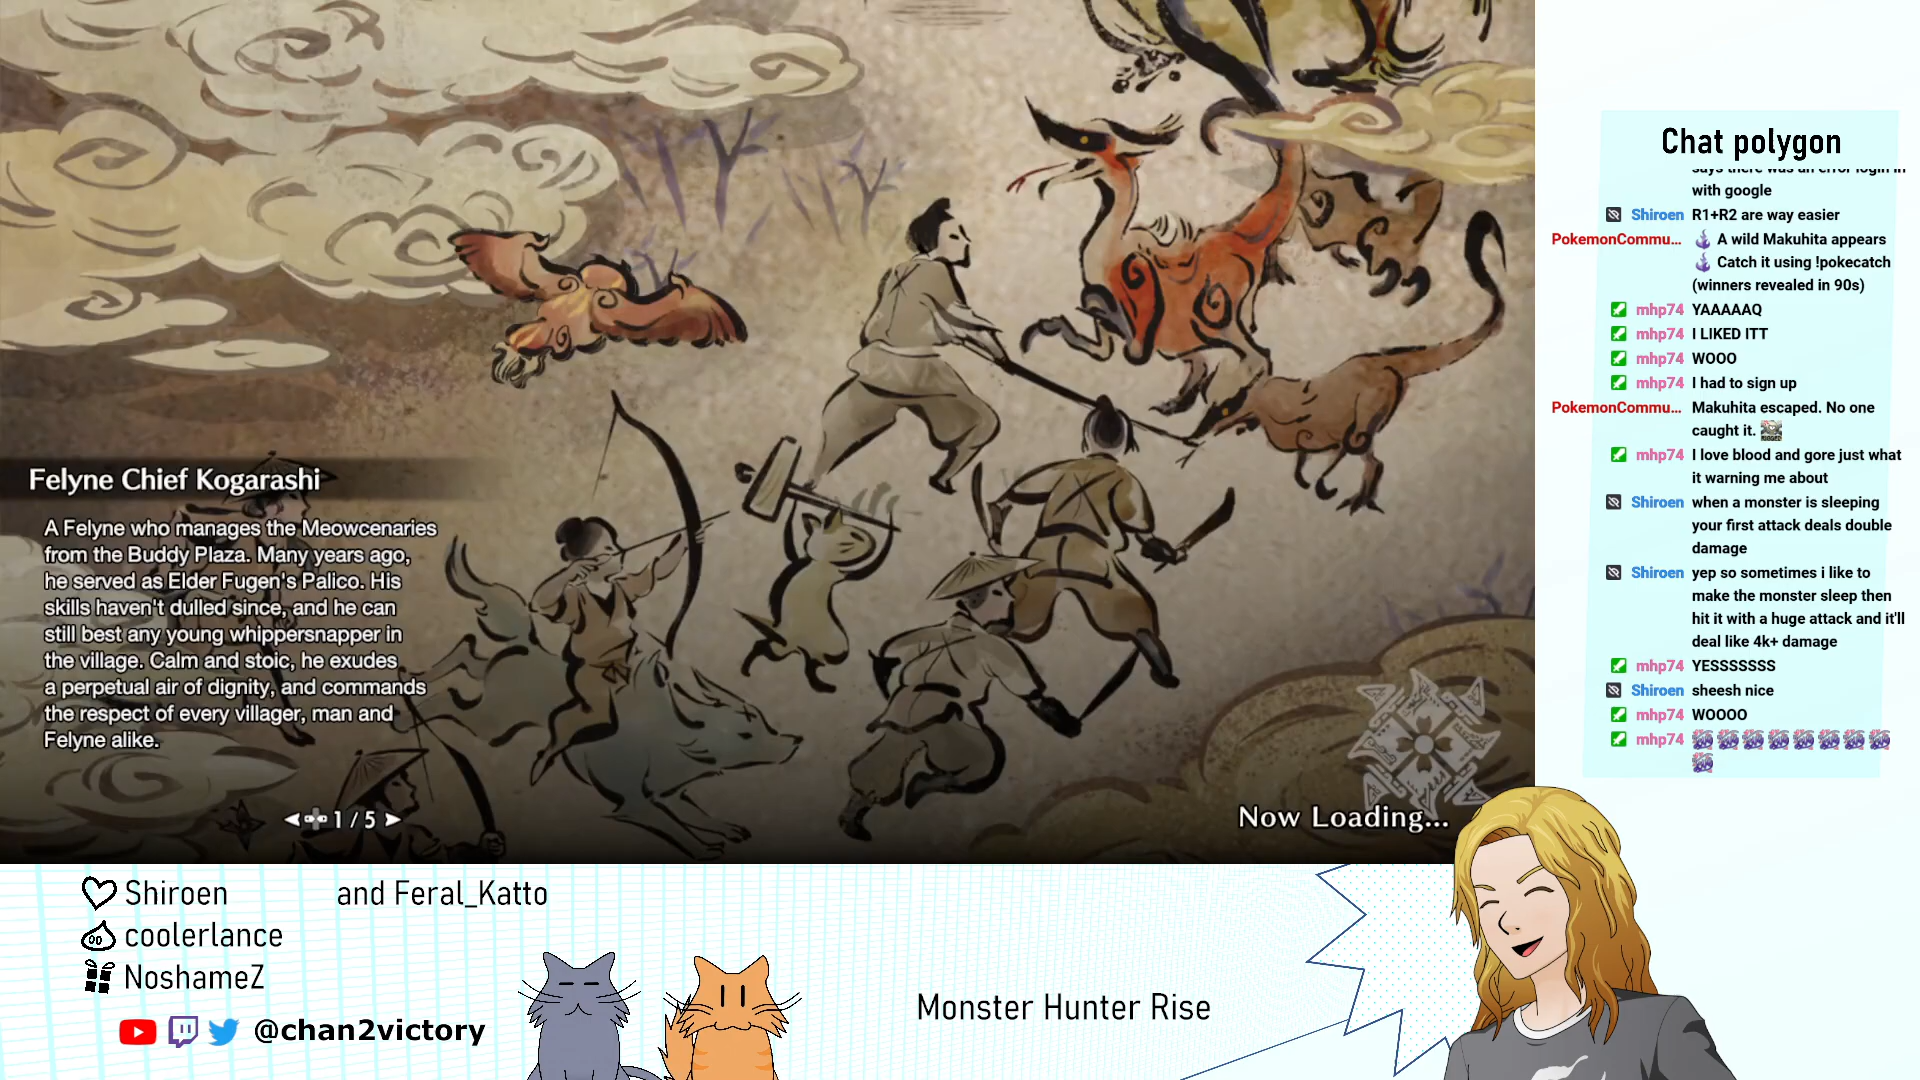 Felyne Chief Kogarashi
A Felyne who manages the Meowcenaries
from the Buddy Plaza. Many years ago,
he served as Elder Fugen's Palico. His
skills haven't dulled since, and he can
still best any young whippersnapper in
the village. Calm and stoic, he exudes
a perpetual air of dignity, and commands
the respect of every villager, man and
Felyne alike.
1 / 5
Now Loading...
Chat polygon
says there was an error login in
with google
Shiroen R1+R2 are way easier
PokemonCommu... A wild Makuhita appears
Catch it using !pokecatch
(winners revealed in 90s)
mhp74 YAAAAAQ
mhp74 I LIKED ITT
mhp74 WOOO
mhp74 I had to sign up
PokemonCommu... Makuhita escaped. No one
caught it.
mhp74 I love blood and gore just what
it warning me about
Shiroen when a monster is sleeping
your first attack deals double
damage
Shiroen yep so sometimes i like to
make the monster sleep then
hit it with a huge attack and it'll
deal like 4k+ damage
mhp74 YESSSSSSS
Shiroen sheesh nice
mhp74 WOOOO
mhp74
Shiroen and Feral_Katto
coolerlance
NoshameZ
@chan2victory
Monster Hunter Rise